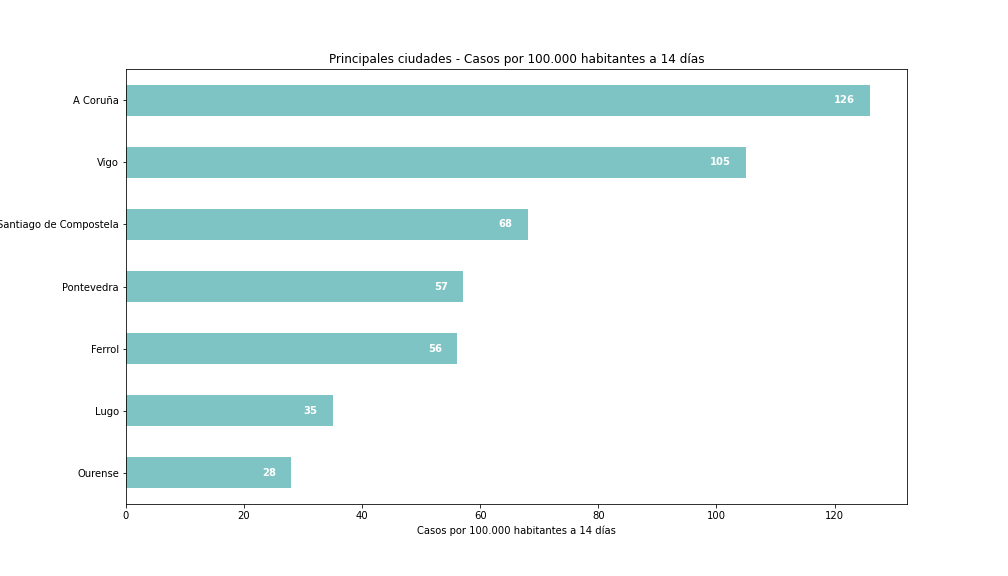 Principales ciudades - Casos por 100.000 habitantes a 14 días
A Coruña
126
Vigo
105
Santiago de Compostela
68
Pontevedra
57
Ferrol
56
Lugo
35
Ourense
28
0 20 40 60 80 100 120
Casos por 100.000 habitantes a 14 días